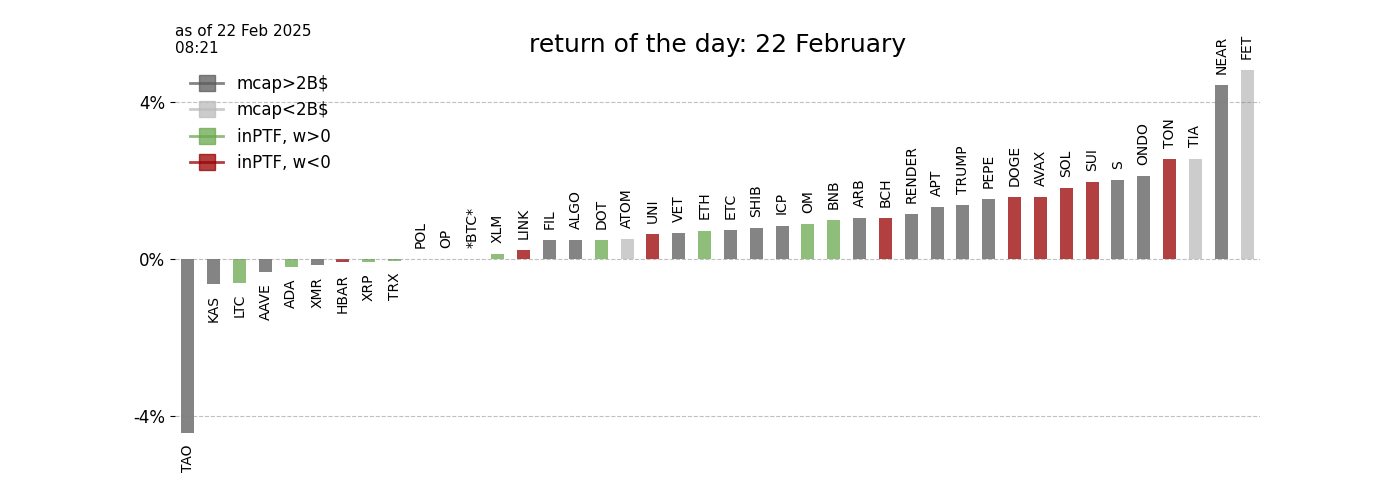 as of 22 Feb 2025
08:21
return of the day: 22 February
mcap>2B$
mcap<2B$
inPTF, w>0
inPTF, w<0
4%
0%
-4%
TAO
KAS
LTC
AAVE
ADA
XMR
HBAR
XRP
TRX
POL
OP
*BTC*
XLM
LINK
FIL
ALGO
DOT
ATOM
UNI
VET
ETH
ETC
SHIB
ICP
OM
BNB
ARB
BCH
RENDER
APT
TRUMP
PEPE
DOGE
AVAX
SOL
SUI
S
ONDO
TON
TIA
NEAR
FET